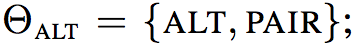 Θ_ALT = {ALT, PAIR};